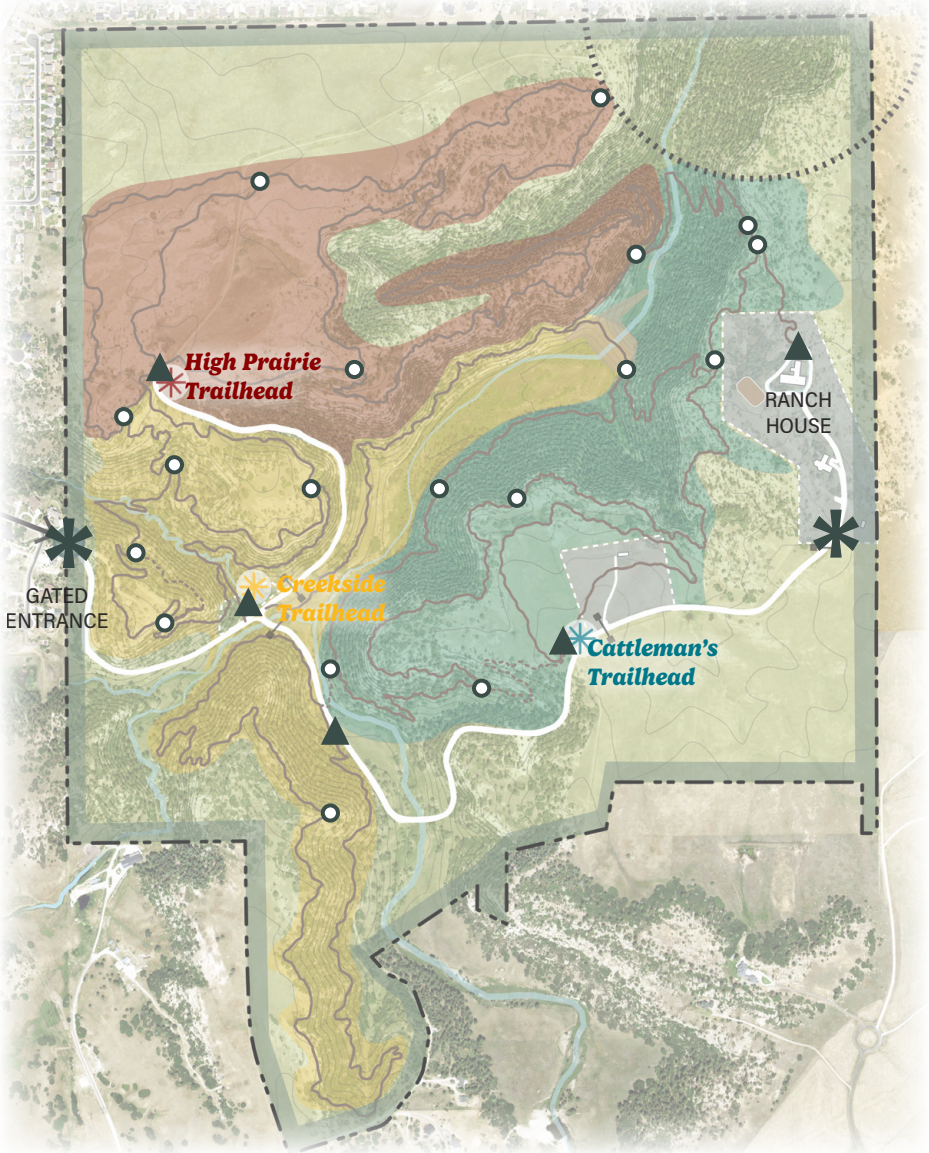 High Prairie
Trailhead
RANCH
HOUSE
Creekside
Trailhead
GATED
ENTRANCE
Cattleman's
Trailhead